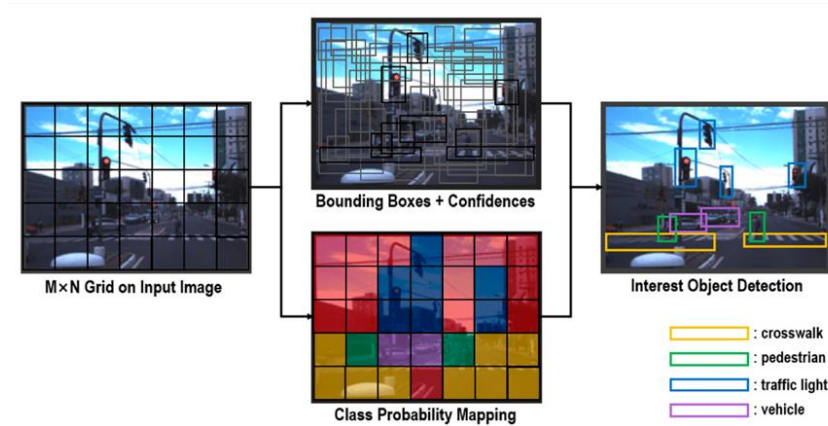 Bounding Boxes + Confidences
M×N Grid on Input Image
Interest Object Detection
Class Probability Mapping
: crosswalk
: pedestrian
: traffic light
: vehicle